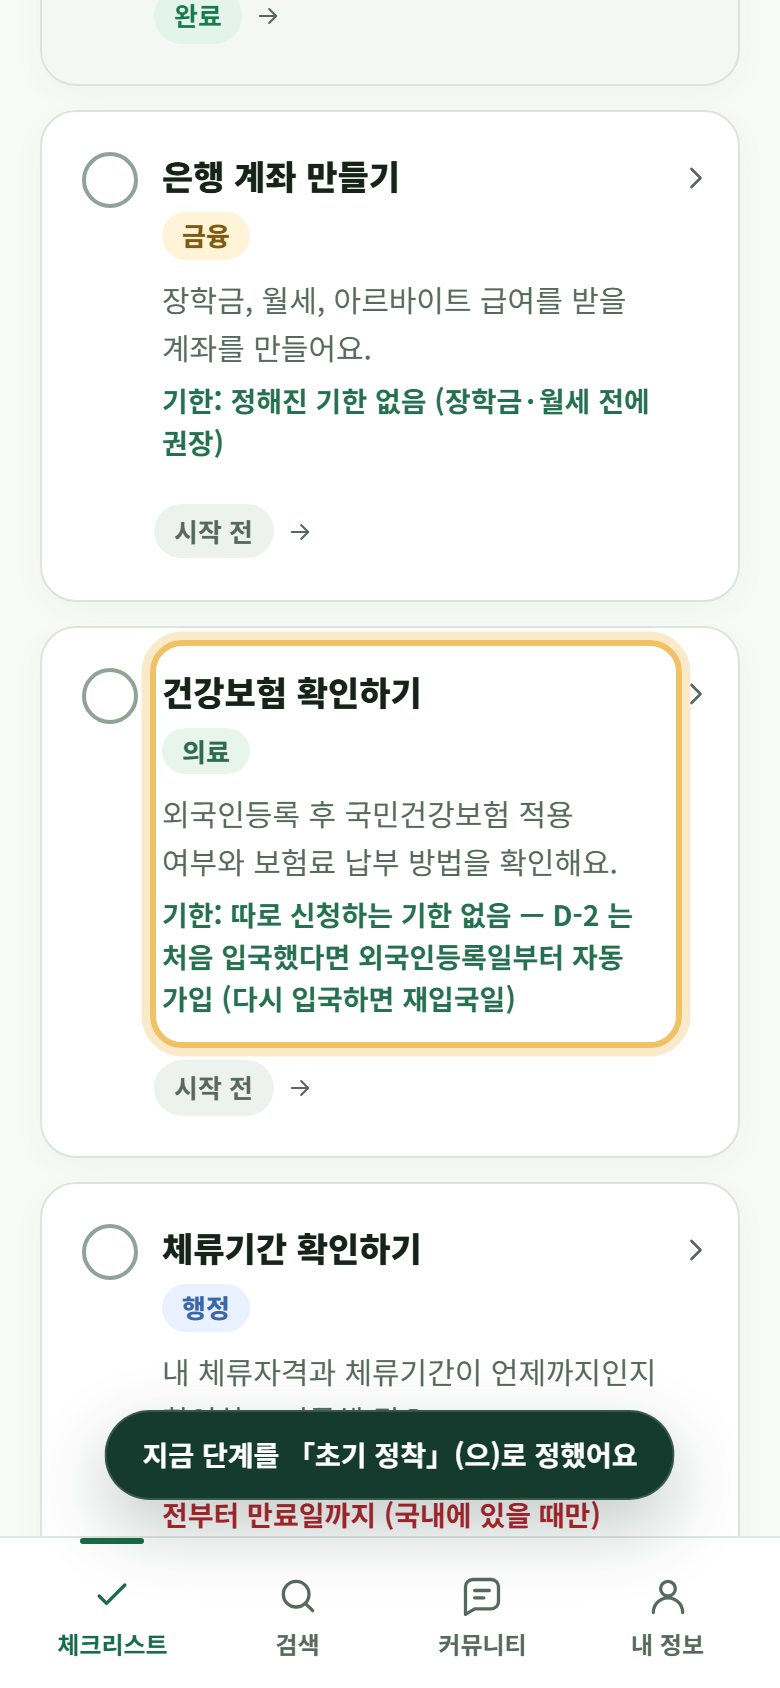 완료 →
은행 계좌 만들기
금융
장학금, 월세, 아르바이트 급여를 받을
계좌를 만들어요.
기한: 정해진 기한 없음 (장학금·월세 전에
권장)
시작 전 →
건강보험 확인하기
의료
외국인등록 후 국민건강보험 적용
여부와 보험료 납부 방법을 확인해요.
기한: 따로 신청하는 기한 없음 — D-2 는
처음 입국했다면 외국인등록일부터 자동
가입 (다시 입국하면 재입국일)
시작 전 →
체류기간 확인하기
행정
내 체류자격과 체류기간이 언제까지인지
지금 단계를 「초기 정착」(으)로 정했어요
전부터 만료일까지 (국내에 있을 때만)
체크리스트
검색
커뮤니티
내 정보